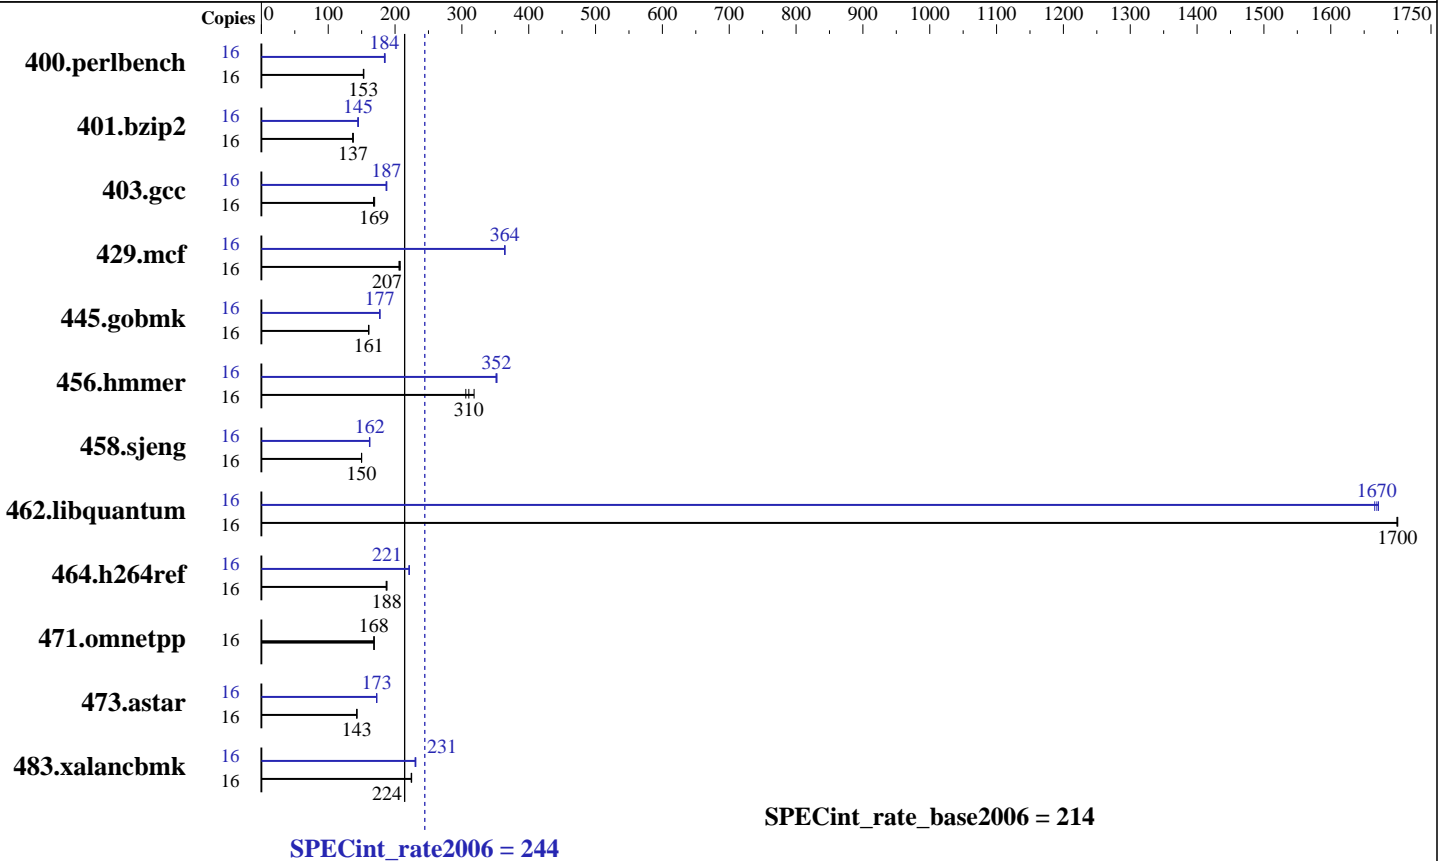 Copies 0 100 200 300 400 500 600 700 800 900 1000 1100 1200 1300 1400 1500 1600 1750
400.perlbench 16 184
16 153
401.bzip2 16 145
16 137
403.gcc 16 187
16 169
429.mcf 16 364
16 207
445.gobmk 16 177
16 161
456.hmmer 16 352
16 310
458.sjeng 16 162
16 150
462.libquantum 16 1670
16 1700
464.h264ref 16 221
16 188
471.omnetpp 16 168
473.astar 16 173
16 143
483.xalancbmk 16 231
16 224
SPECint_rate_base2006 = 214
SPECint_rate2006 = 244